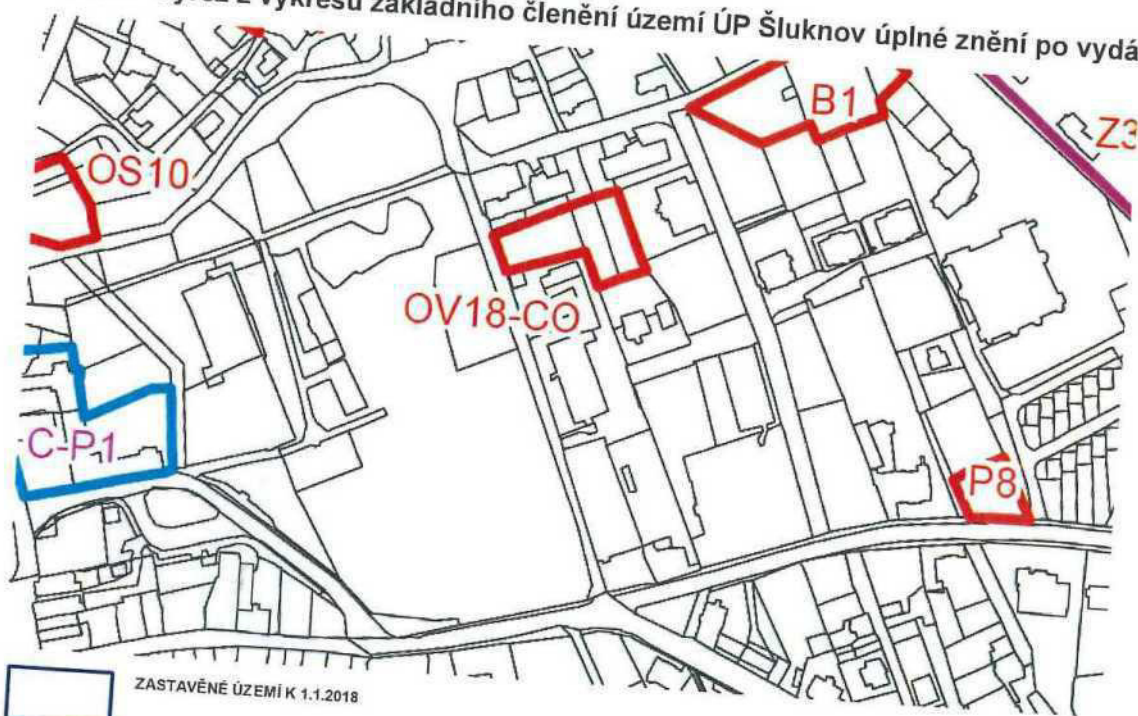 z výkresu základního členění území ÚP Šluknov úplné znění po vydá
B1
Z3
OS10
OV18-CO
C-P1
P8
ZASTAVĚNÉ ÚZEMÍ K 1.1.2018